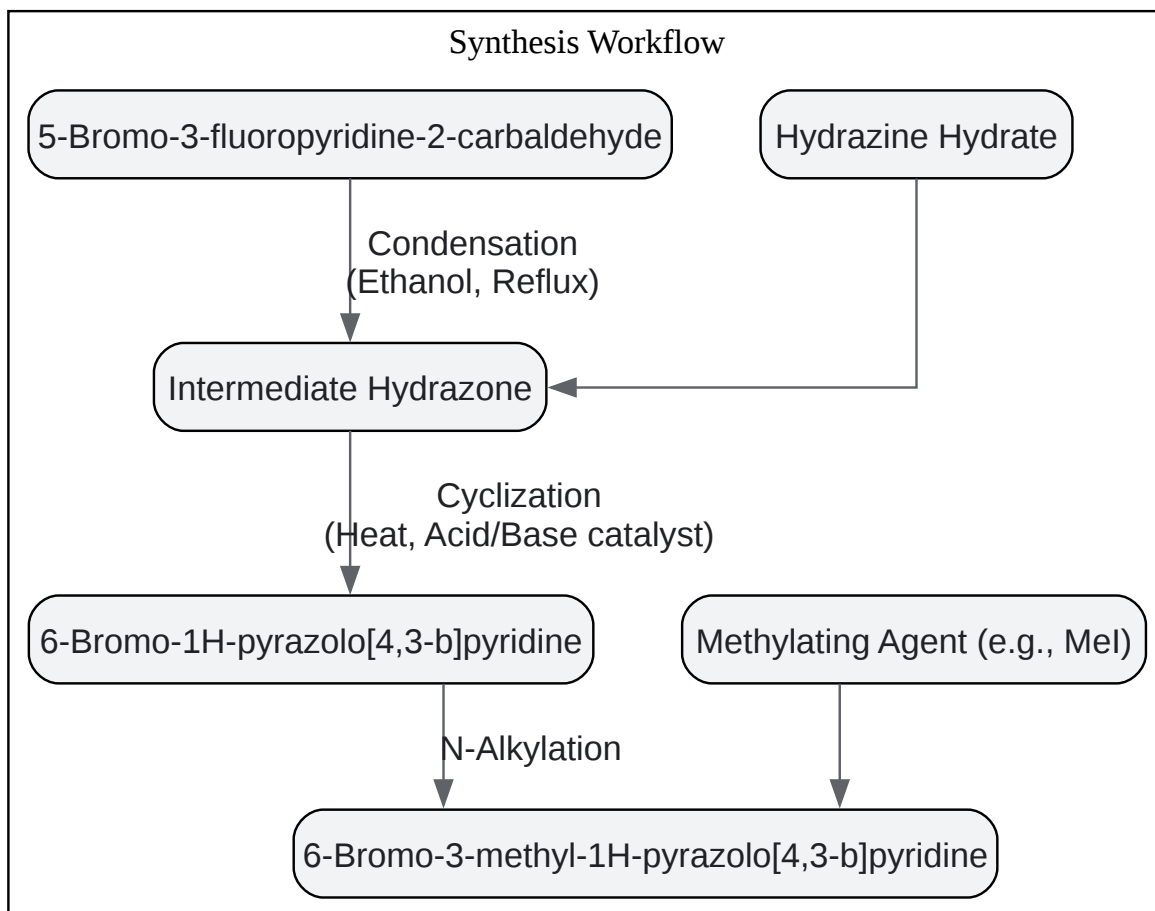 Synthesis Workflow
5-Bromo-3-fluoropyridine-2-carbaldehyde
Hydrazine Hydrate
Condensation
(Ethanol, Reflux)
Intermediate Hydrazone
Cyclization
(Heat, Acid/Base catalyst)
6-Bromo-1H-pyrazolo[4,3-b]pyridine
Methylating Agent (e.g., MeI)
N-Alkylation
6-Bromo-3-methyl-1H-pyrazolo[4,3-b]pyridine